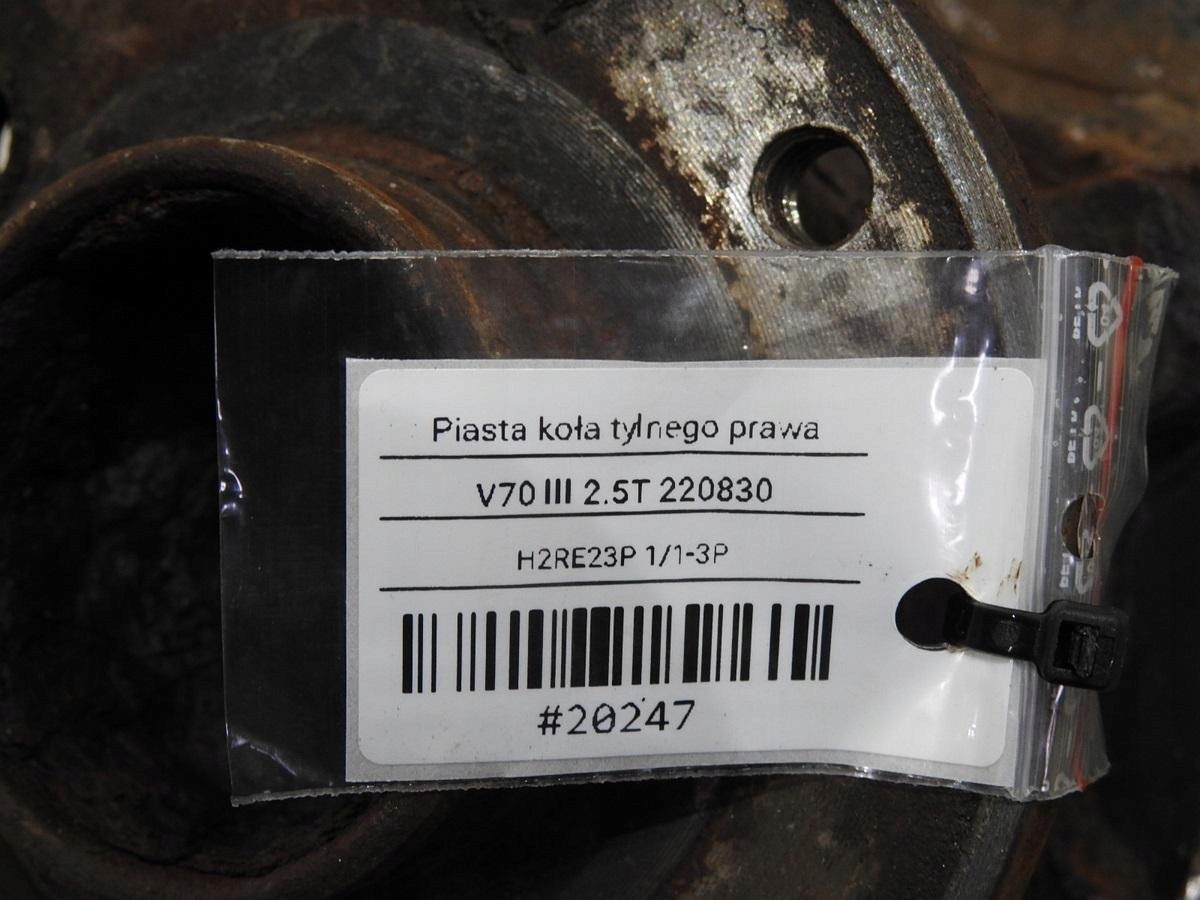 Piasta koła tylnego prawa
V70 III 2.5T 220830
H2RE23P 1/1-3P
#20247